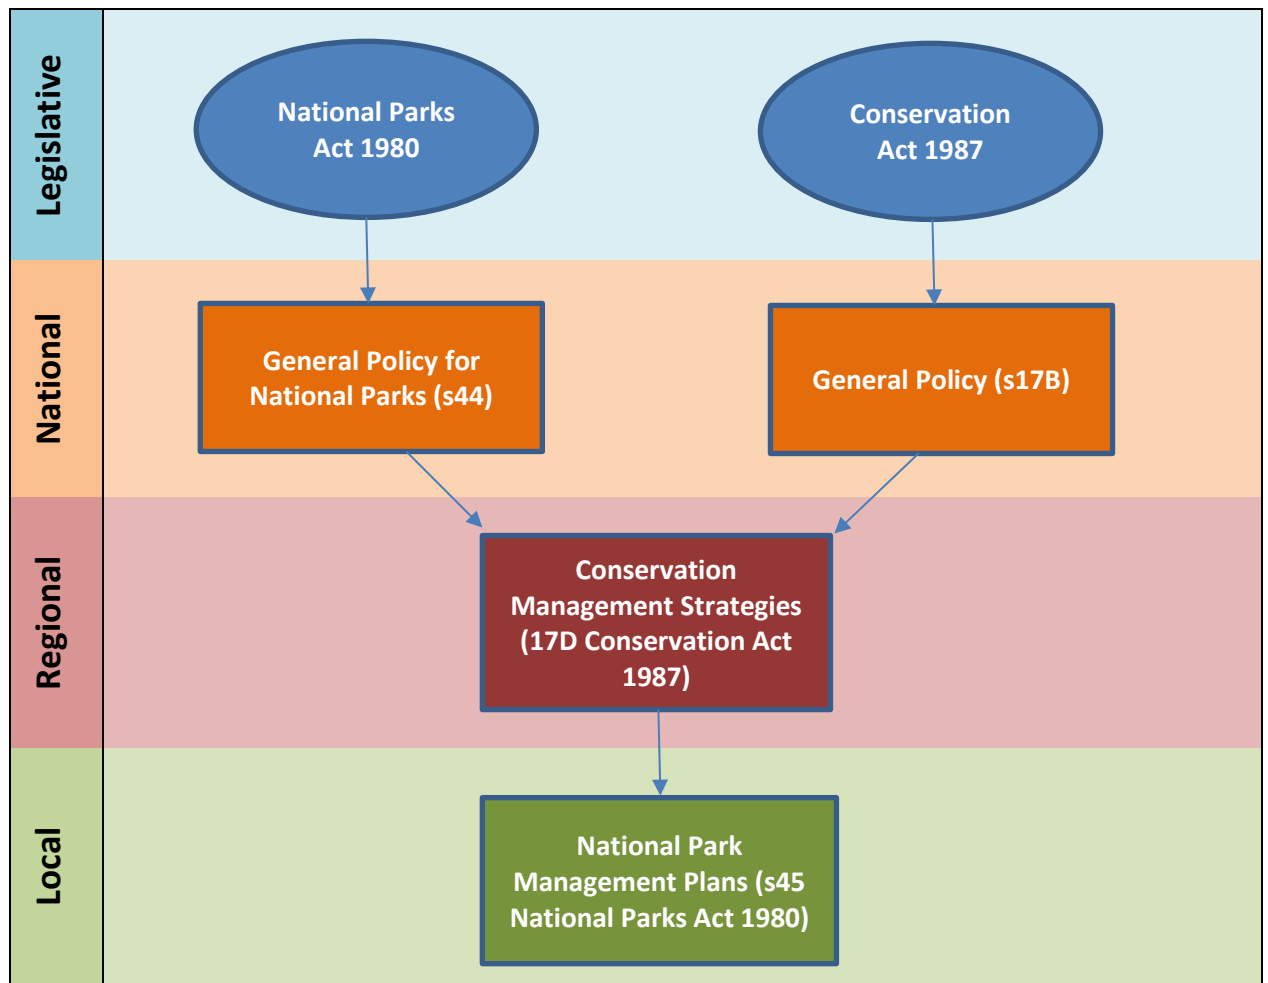 Legislative
National Parks
Act 1980
Conservation
Act 1987
National
General Policy for
National Parks (s44)
General Policy (s17B)
Regional
Conservation
Management Strategies
(17D Conservation Act
1987)
Local
National Park
Management Plans (s45
National Parks Act 1980)